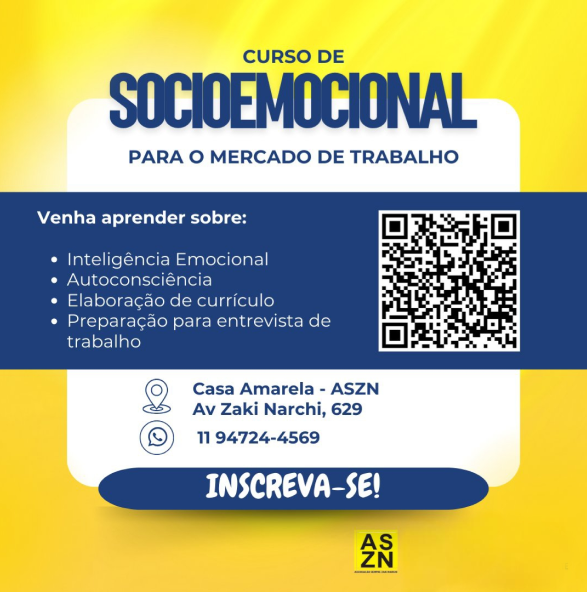 CURSO DE
SOCIOEMOCIONAL
PARA O MERCADO DE TRABALHO
Venha aprender sobre:
• Inteligência Emocional
• Autoconsciência
• Elaboração de currículo
• Preparação para entrevista de
trabalho
Casa Amarela - ASZN
Av Zaki Narchi, 629
11 94724-4569
INSCREVA-SE!
AS
ZN